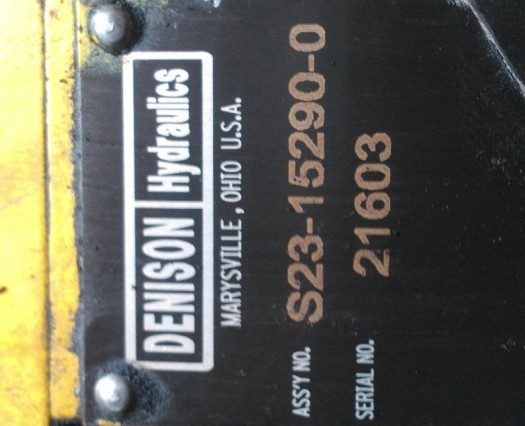 DENISON Hydraulics
MARYSVILLE, OHIO U.S.A.
ASS'Y NO. S23-15290-0
SERIAL NO. 21603